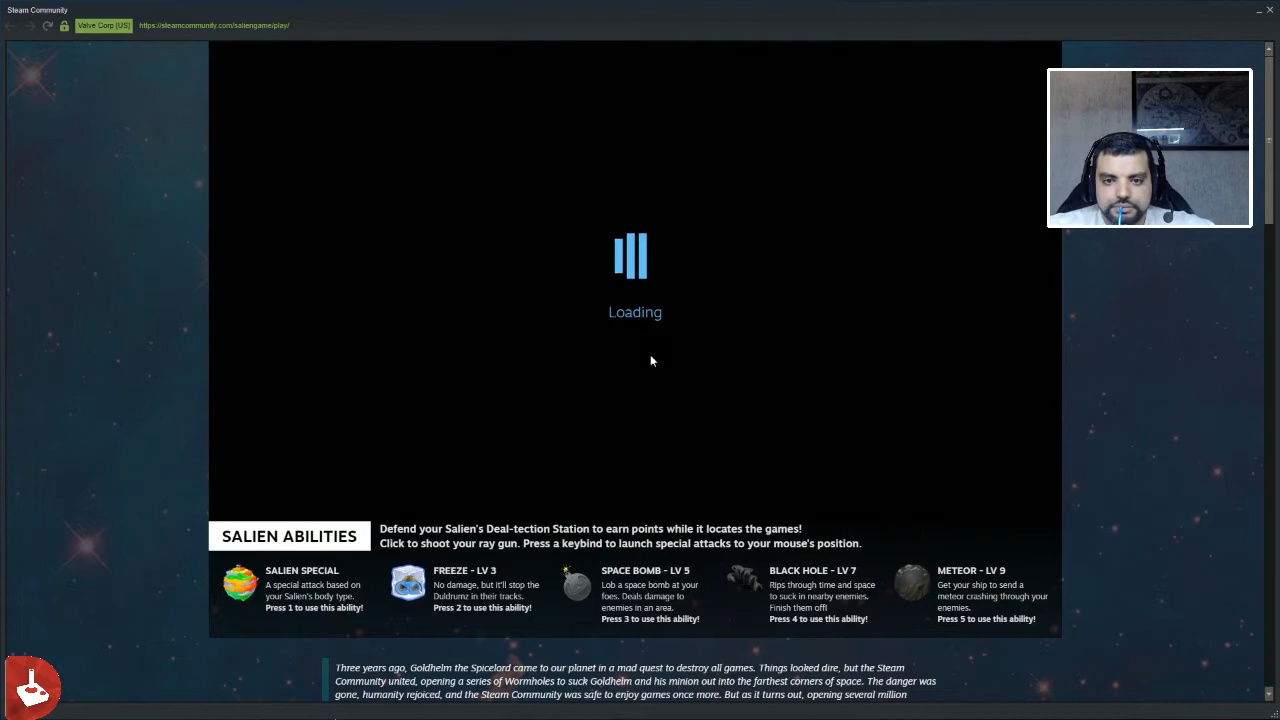 Steam Community
Valve Corp [US]
https://steamcommunity.com/saliengame/play/
Loading
SALIEN ABILITIES
Defend your Salien's Deal-tection Station to earn points while it locates the games!
Click to shoot your ray gun. Press a keybind to launch special attacks to your mouse's position.
SALIEN SPECIAL
A special attack based on
your Salien's body type.
Press 1 to use this ability!
FREEZE - LV 3
No damage, but it'll stop the
Duldrumz in their tracks.
Press 2 to use this ability!
SPACE BOMB - LV 5
Lob a space bomb at your
foes. Deals damage to
enemies in an area.
Press 3 to use this ability!
BLACK HOLE - LV 7
Rips through time and space
to suck in nearby enemies.
Finish them off!
Press 4 to use this ability!
METEOR - LV 9
Get your ship to send a
meteor crashing through your
enemies.
Press 5 to use this ability!
Three years ago, Goldhelm the Spicelord came to our planet in a mad quest to destroy all games. Things looked dire, but the Steam
Community united, opening a series of Wormholes to suck Goldhelm and his minion out into the farthest corners of space. The danger was
gone, humanity rejoiced, and the Steam Community was safe to enjoy games once more. But as it turns out, opening several million